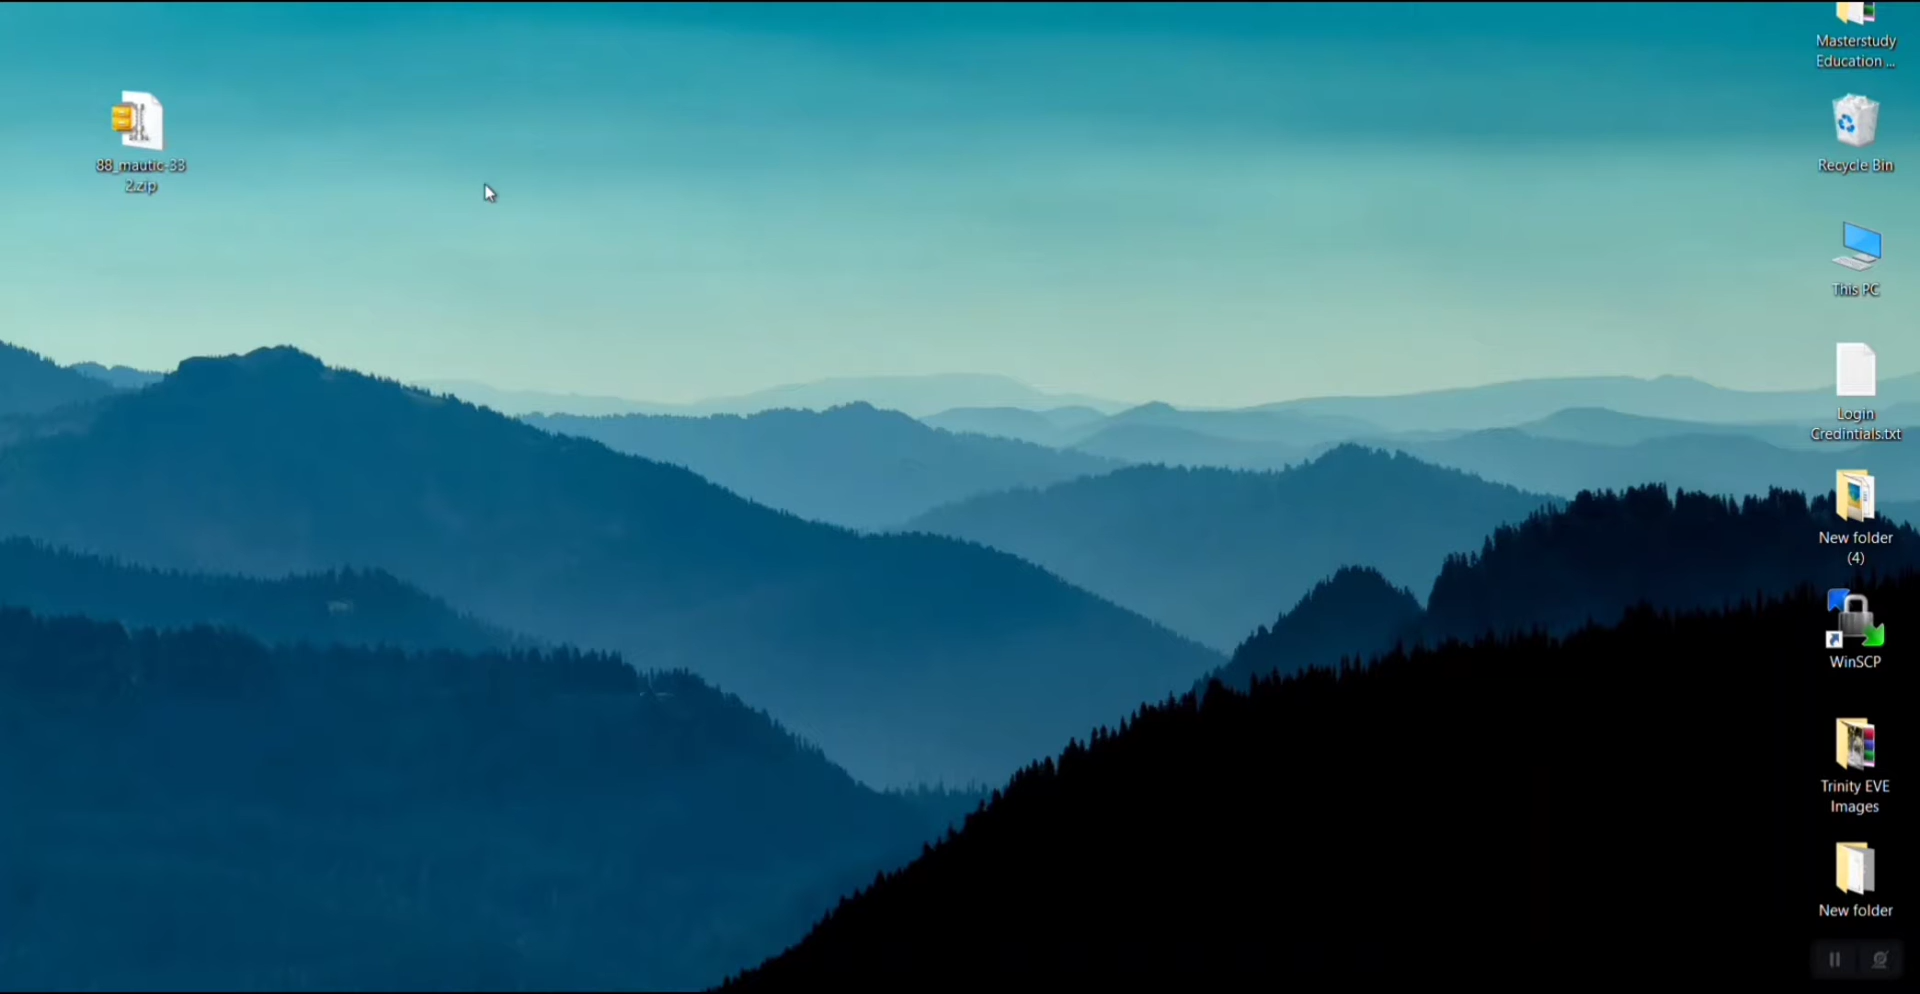 88_mautic-33
2.zip
Masterstudy
Education ...
Recycle Bin
This PC
Login
Credintials.txt
New folder
(4)
WinSCP
Trinity EVE
Images
New folder